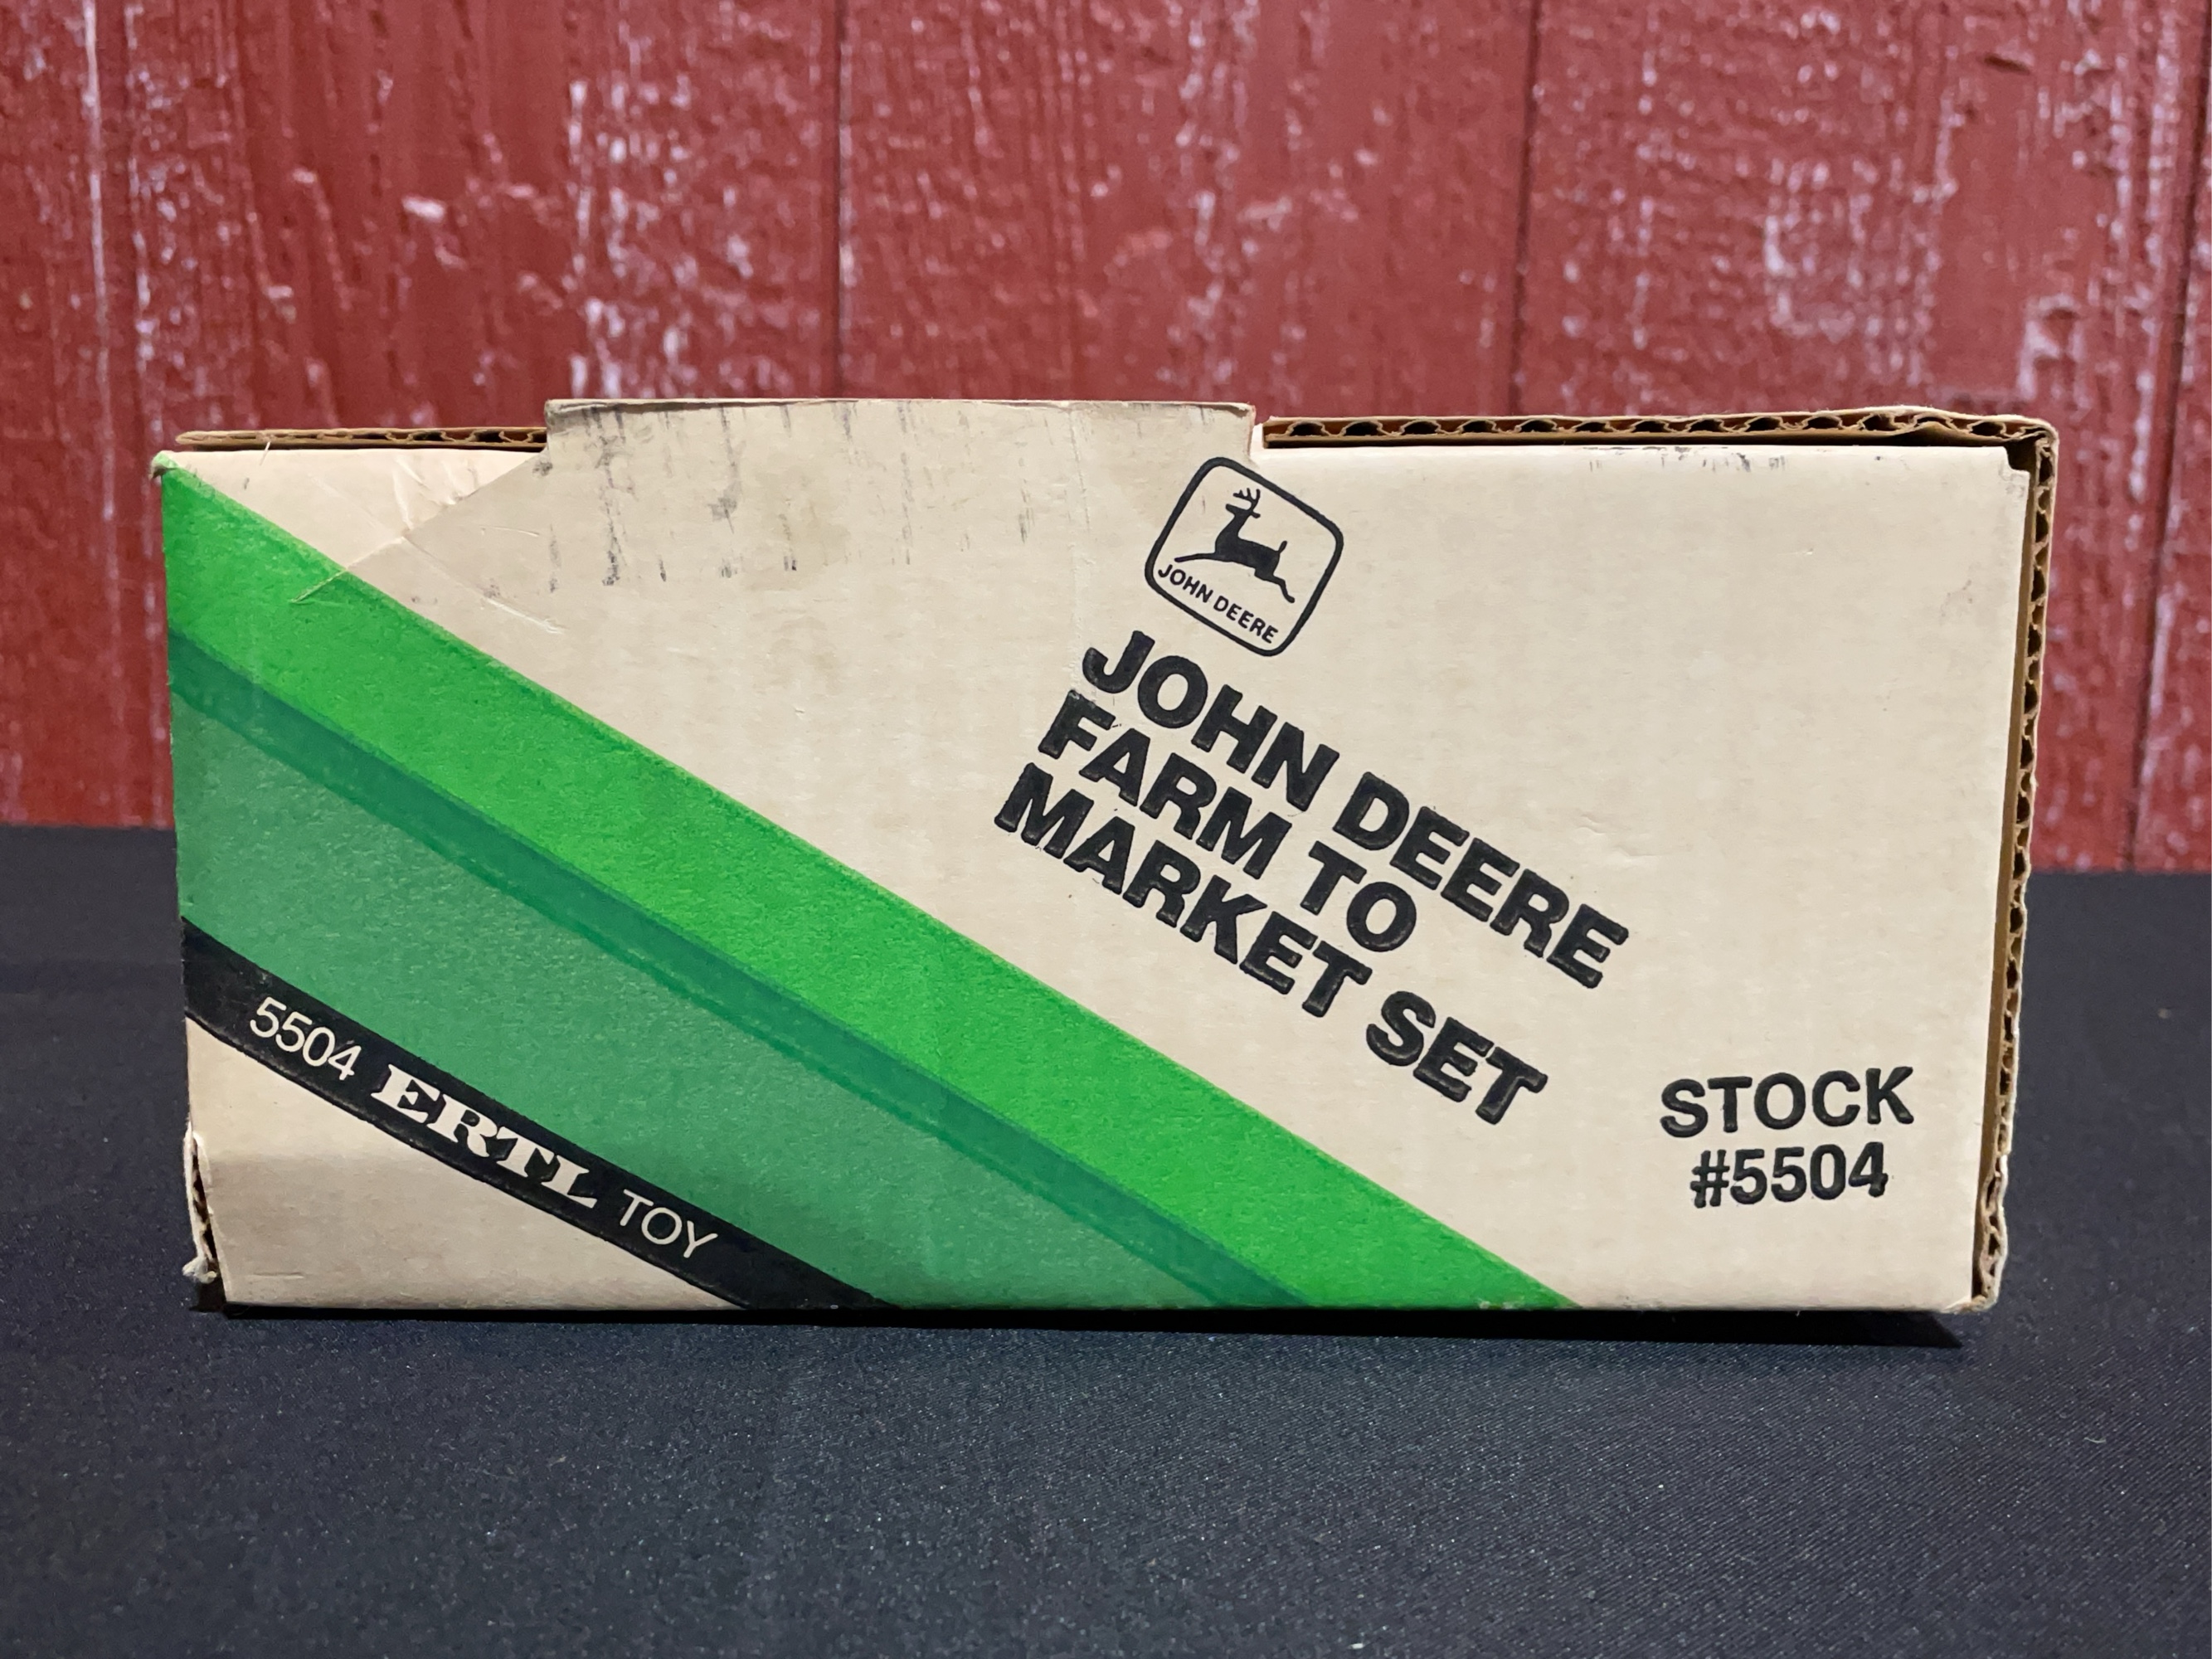 JOHN DEERE
JOHN DEERE
FARM TO
MARKET SET
STOCK
#5504
5504 ERTL TOY